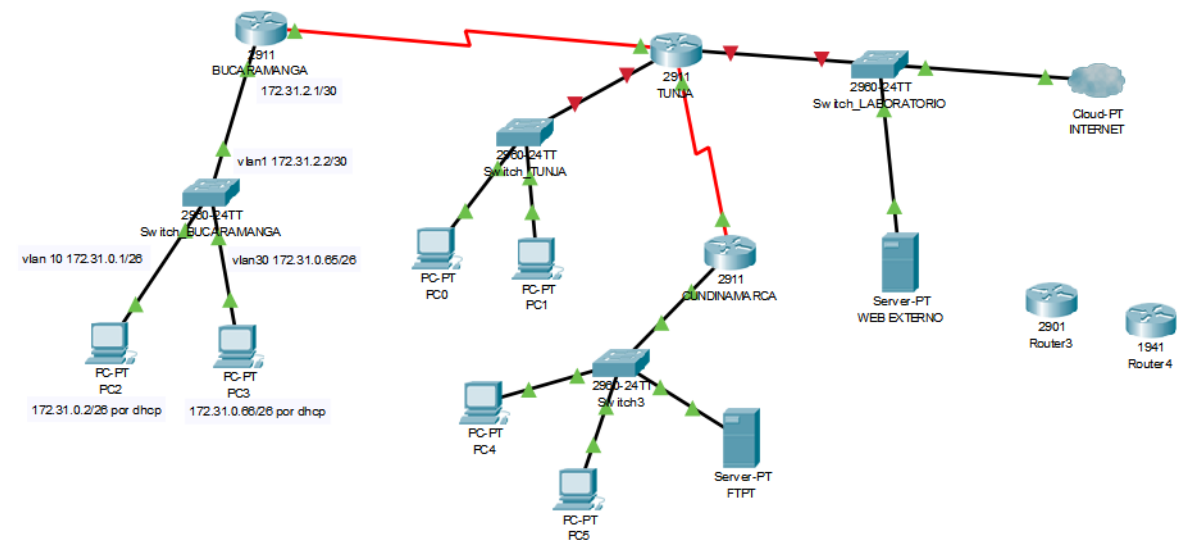 2911
BUCARAMANGA
172.31.2.1/30
vlan1 172.31.2.2/30
2960-24TT
Switch_BUCARAMANGA
vlan 10 172.31.0.1/26
vlan30 172.31.0.65/26
PC-PT
PC2
172.31.0.2/26 por dhcp
PC-PT
PC3
172.31.0.66/26 por dhcp
2911
TUNJA
2960-24TT
Switch_TUNJA
PC-PT
PC0
PC-PT
PC1
2960-24TT
Switch_LABORATORIO
Cloud-PT
INTERNET
Server-PT
WEB EXTERNO
2911
CUNDINAMARCA
2901
Router3
1941
Router4
2960-24TT
Switch3
PC-PT
PC4
PC-PT
PC5
Server-PT
FTPT